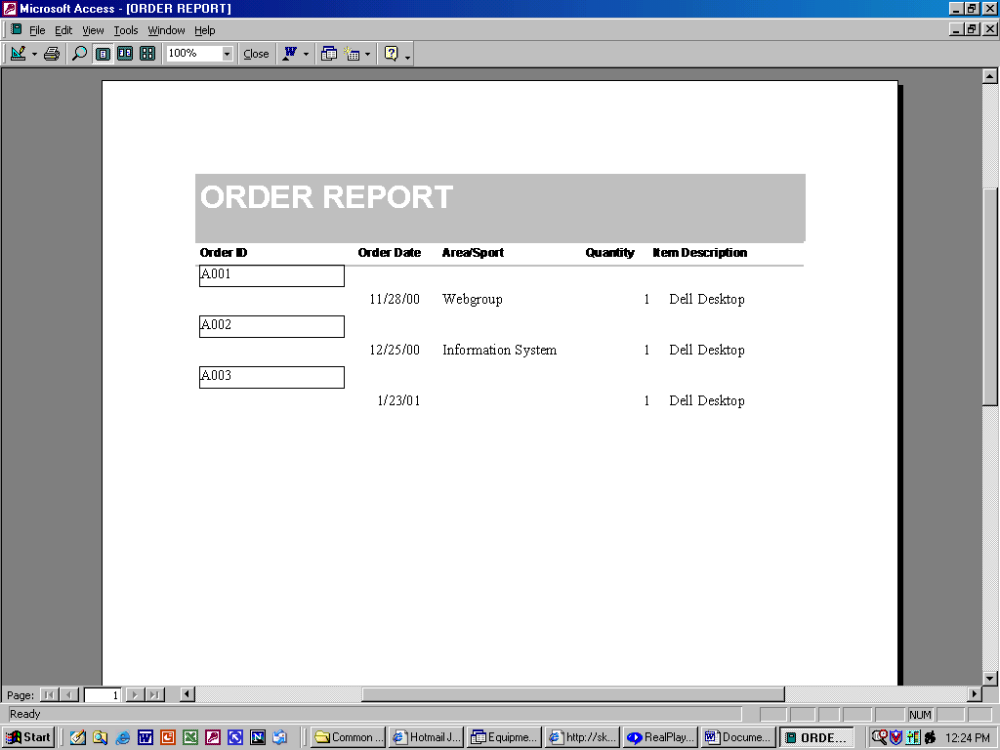 Microsoft Access - [ORDER REPORT]
File Edit View Tools Window Help
100% Close
ORDER REPORT
Order ID Order Date Area/Sport Quantity Item Description
A001
11/28/00 Webgroup 1 Dell Desktop
A002
12/25/00 Information System 1 Dell Desktop
A003
1/23/01 1 Dell Desktop
Page: 1
Ready NUM
Start Common ... Hotmail J... Equipme... http://sk... RealPlay... Docume... ORDE... 12:24 PM